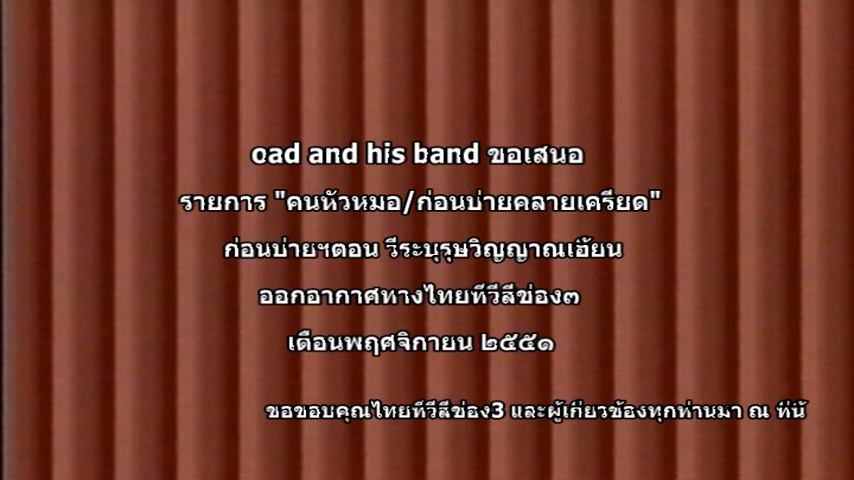 oad and his band ขอเสนอ
รายการ "คนหัวหมอ/ก่อนบ่ายคลายเครียด"
ก่อนบ่ายฯตอน วีระบุรุษวิญญาณเฮี้ยน
ออกอากาศทางไทยทีวีสีช่อง๓
เดือนพฤศจิกายน ๒๕๕๑
ขอขอบคุณไทยทีวีสีช่อง3 และผู้เกี่ยวข้องทุกท่านมา ณ ที่นี้